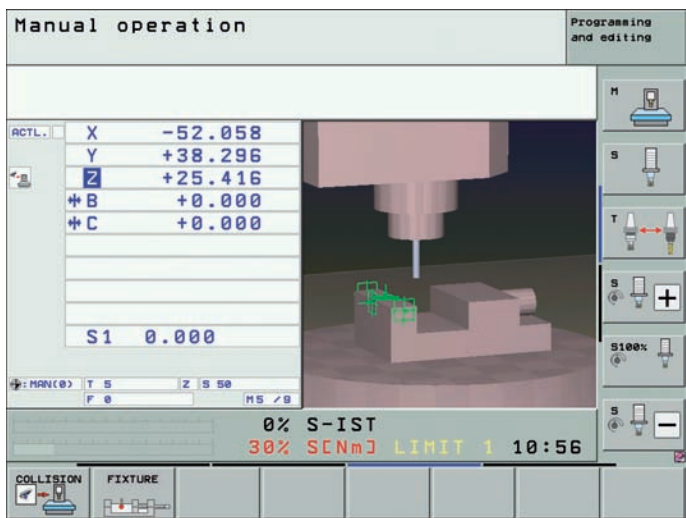 Manual operation
Programming
and editing
ACTL. X -52.058
Y +38.296
Z +25.416
B +0.000
C +0.000
S1 0.000
: MAN(0) T 5 Z S 50
F 0 M5 /9
0% S-IST
30% S[Nm] LIMIT 1 10:56
M
S
T
S
+
S100%
S
-
COLLISION FIXTURE